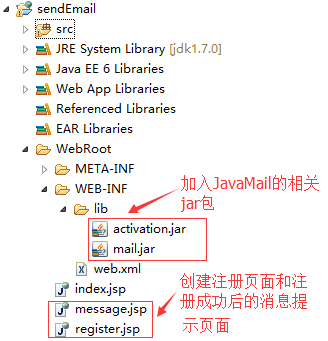 sendEmail
src
JRE System Library [jdk1.7.0]
Java EE 6 Libraries
Web App Libraries
Referenced Libraries
EAR Libraries
WebRoot
META-INF
WEB-INF
加入JavaMail的相关
jar包
lib
activation.jar
mail.jar
web.xml
创建注册页面和注
册成功后的消息提
示页面
index.jsp
message.jsp
register.jsp